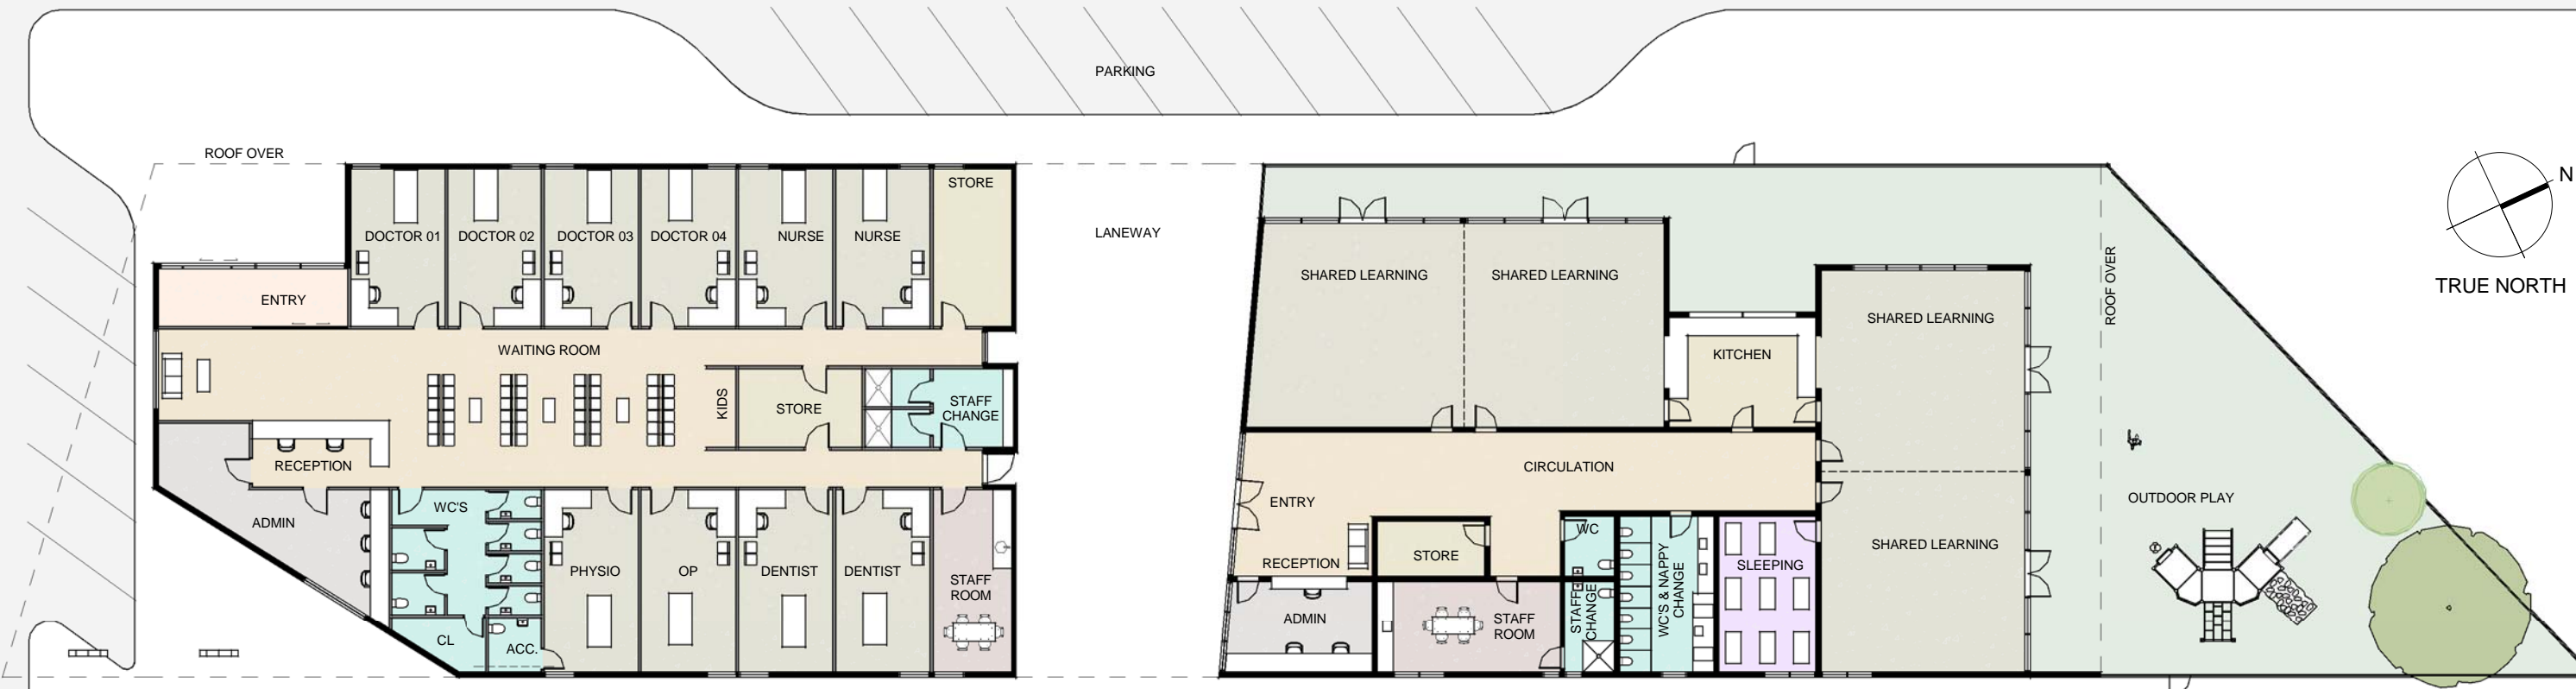 PARKING
ROOF OVER
STORE
DOCTOR 01
DOCTOR 02
DOCTOR 03
DOCTOR 04
NURSE
NURSE
LANEWAY
ENTRY
WAITING ROOM
KIDS
STORE
STAFF
CHANGE
RECEPTION
ADMIN
WC'S
CL
ACC.
PHYSIO
OP
DENTIST
DENTIST
STAFF
ROOM
SHARED LEARNING
SHARED LEARNING
KITCHEN
SHARED LEARNING
ROOF OVER
N
TRUE NORTH
CIRCULATION
ENTRY
RECEPTION
STORE
WC
ADMIN
STAFF
ROOM
STAFF
CHANGE
WC'S & NAPPY
CHANGE
SLEEPING
SHARED LEARNING
OUTDOOR PLAY